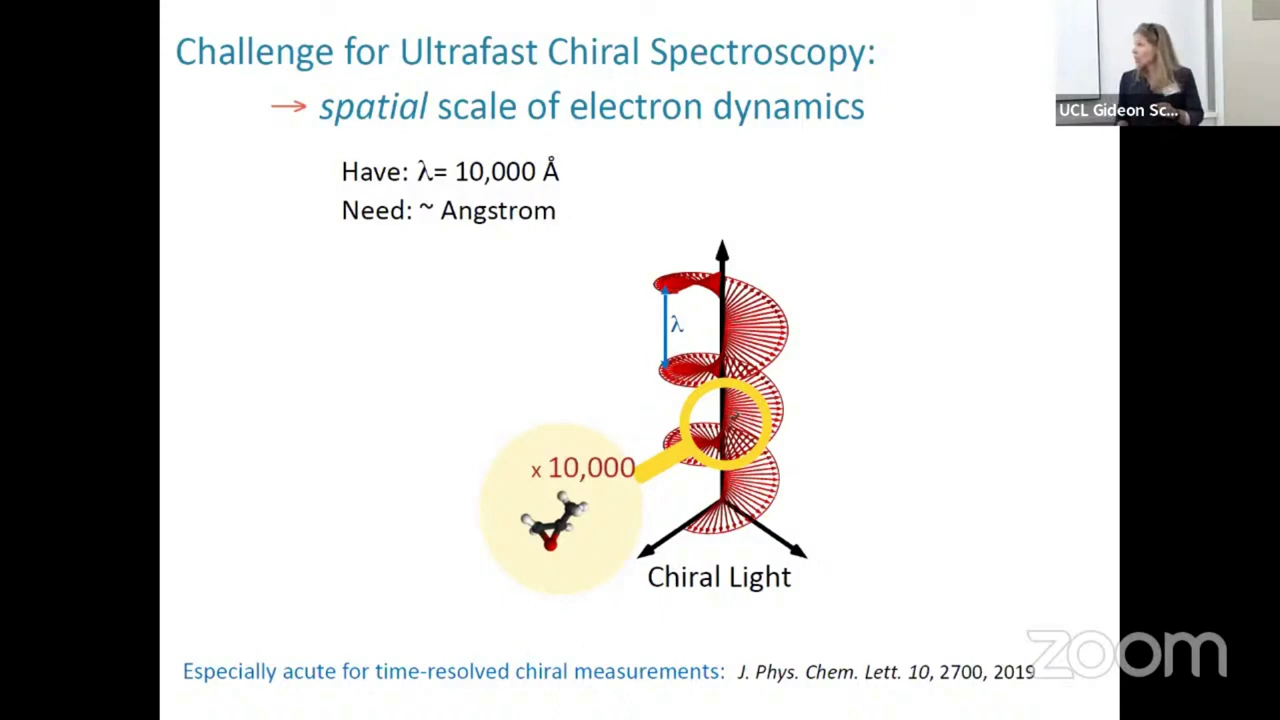 Challenge for Ultrafast Chiral Spectroscopy:
→ spatial scale of electron dynamics
UCL Gideon Sc...
Have: λ= 10,000 Å
Need: ~ Angstrom
λ
x 10,000
Chiral Light
Especially acute for time-resolved chiral measurements: J. Phys. Chem. Lett. 10, 2700, 2019
zoom